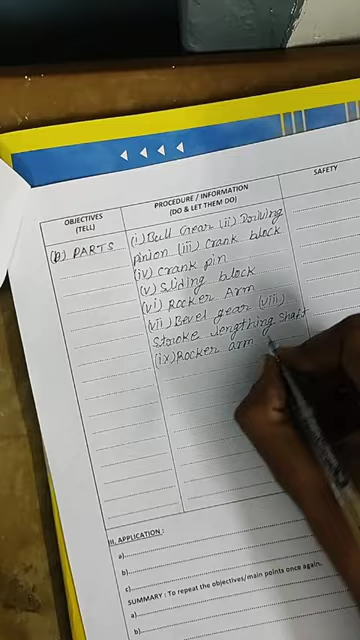 OBJECTIVES
(TELL)
PROCEDURE / INFORMATION
(DO & LET THEM DO)
SAFETY
(b) PARTS
(i) Bull Gear (ii) Driving
pinion (iii) Crank block
(iv) Crank pin
(v) Sliding block
(vi) Rocker Arm
(vii) Bevel gear (viii)
Stroke lengthing shaft
(ix) Rocker arm
III. APPLICATION :
a)
b)
c)
SUMMARY : To repeat the objectives/main points once again.
a)
b)